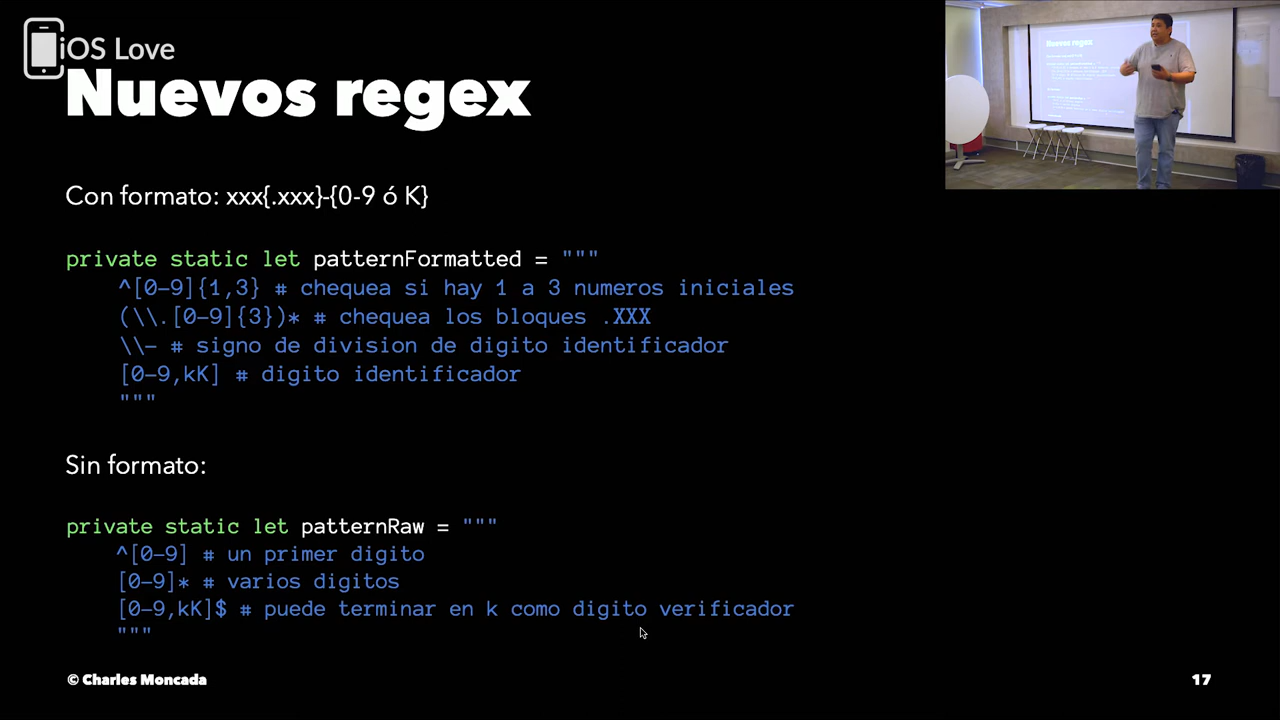 iOS Love
Nuevos regex
Con formato: xxx{.xxx}-{0-9 ó K}
private static let patternFormatted = """
^[0-9]{1,3} # chequea si hay 1 a 3 numeros iniciales
(\\.[0-9]{3})* # chequea los bloques .XXX
\\- # signo de division de digito identificador
[0-9,kK] # digito identificador
"""
Sin formato:
private static let patternRaw = """
^[0-9] # un primer digito
[0-9]* # varios digitos
[0-9,kK]$ # puede terminar en k como digito verificador
"""
© Charles Moncada
17
Nuevos regex